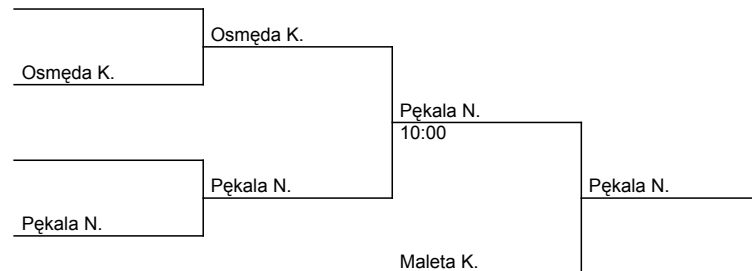 Osmęda K.
Osmęda K.
Pękala N.
10:00
Pękala N.
Pękala N.
Pękala N.
Maleta K.